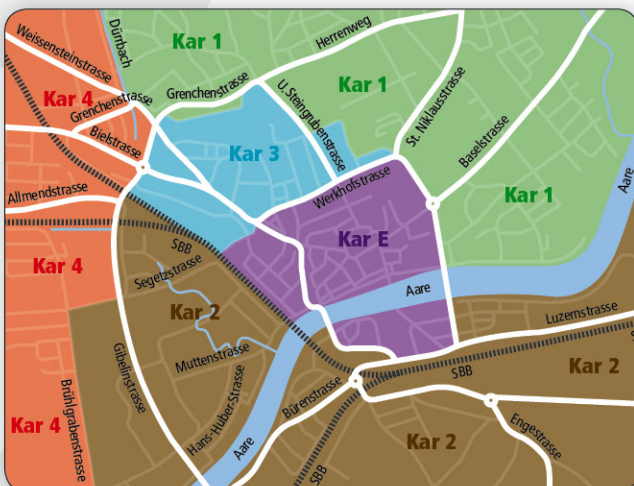 Weissensteinstrasse
Dürrbach
Kar 1
Herrenweg
Kar 4
Grenchenstrasse
Grenchenstrasse
Kar 1
U. Steingrubenstrasse
St. Niklausstrasse
Baselstrasse
Bielstrasse
Kar 3
Aare
Allmendstrasse
Werkhofstrasse
Kar 1
SBB
Kar E
Kar 4
Segetzstrasse
Aare
Kar 2
Luzernstrasse
Muttenstrasse
Gibelinstrasse
SBB
Kar 2
Brühlgrabenstrasse
Hans-Huber-Strasse
Bürenstrasse
Kar 4
Aare
Kar 2
Engestrasse
SBB